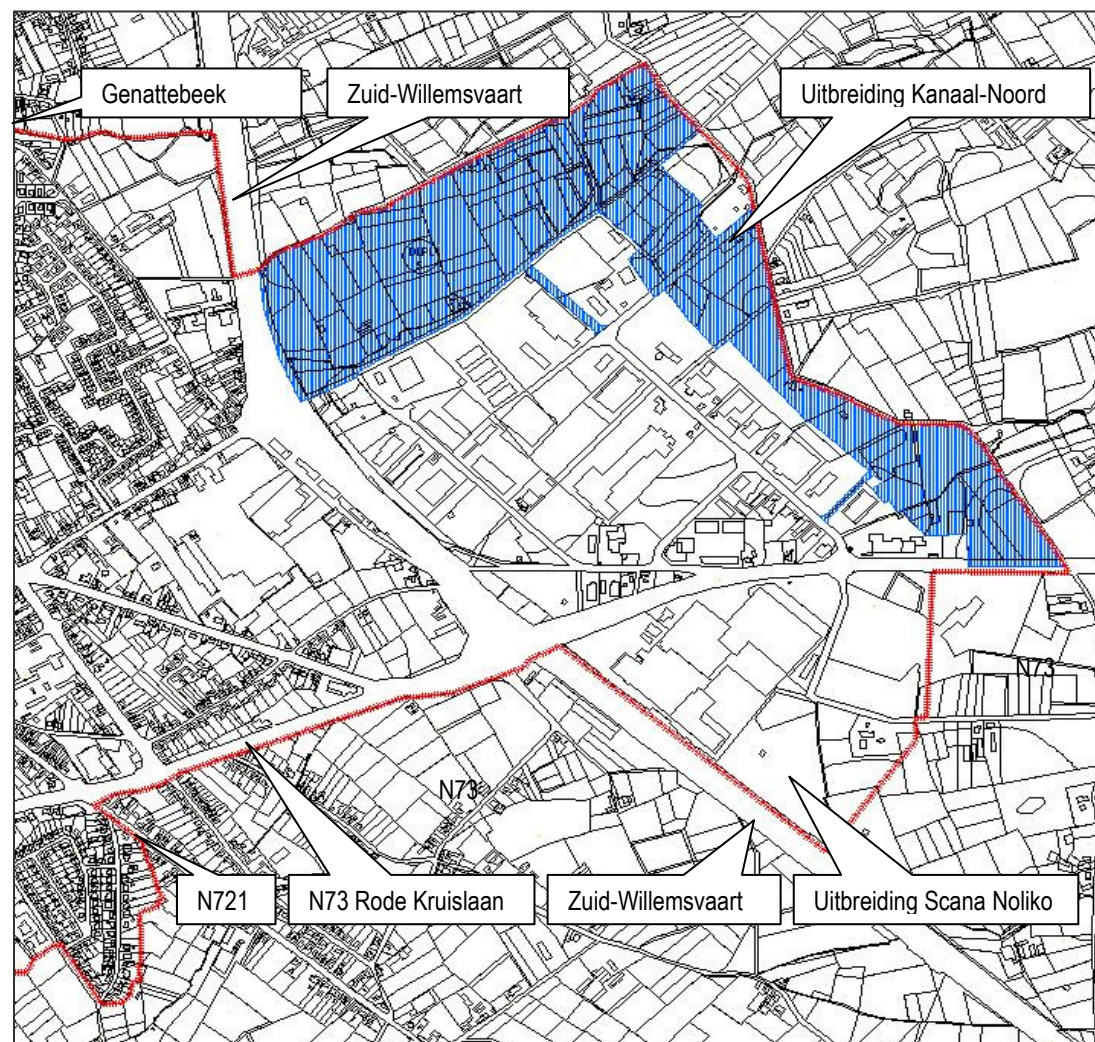 Genattebeek
Zuid-Willemsvaart
Uitbreiding Kanaal-Noord
N73
N73
N721
N73 Rode Kruislaan
Zuid-Willemsvaart
Uitbreiding Scana Noliko